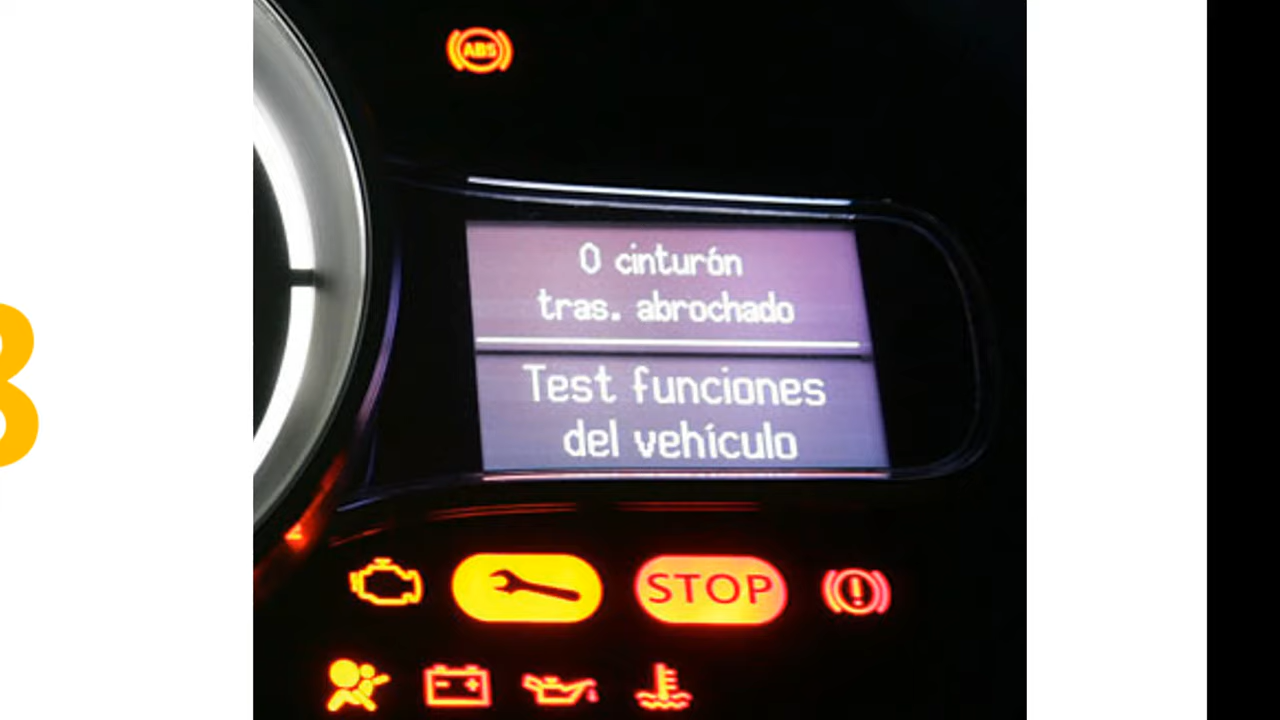 ABS
0 cinturón
tras. abrochado
Test funciones
del vehículo
STOP